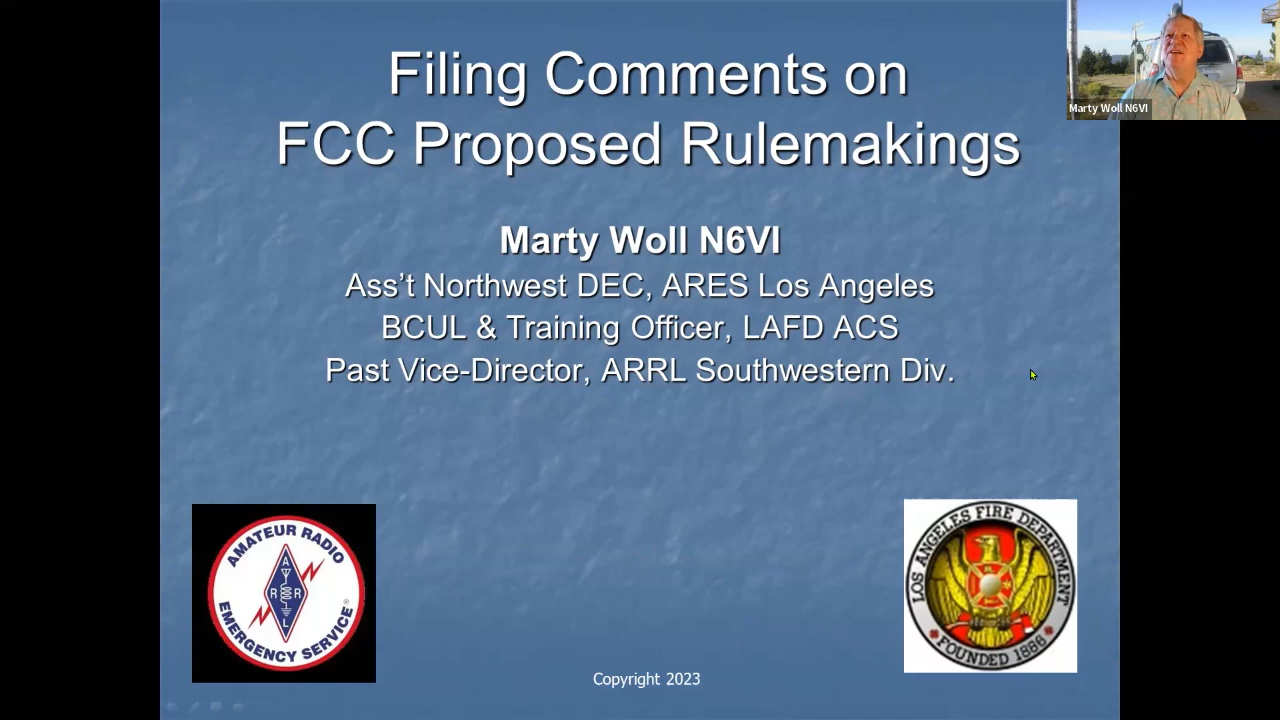 Filing Comments on
FCC Proposed Rulemakings
Marty Woll N6VI
Marty Woll N6VI
Ass’t Northwest DEC, ARES Los Angeles
BCUL & Training Officer, LAFD ACS
Past Vice-Director, ARRL Southwestern Div.
AMATEUR RADIO
A
R R
L
EMERGENCY SERVICE
®
LOS ANGELES FIRE DEPARTMENT
FOUNDED 1886
Copyright 2023